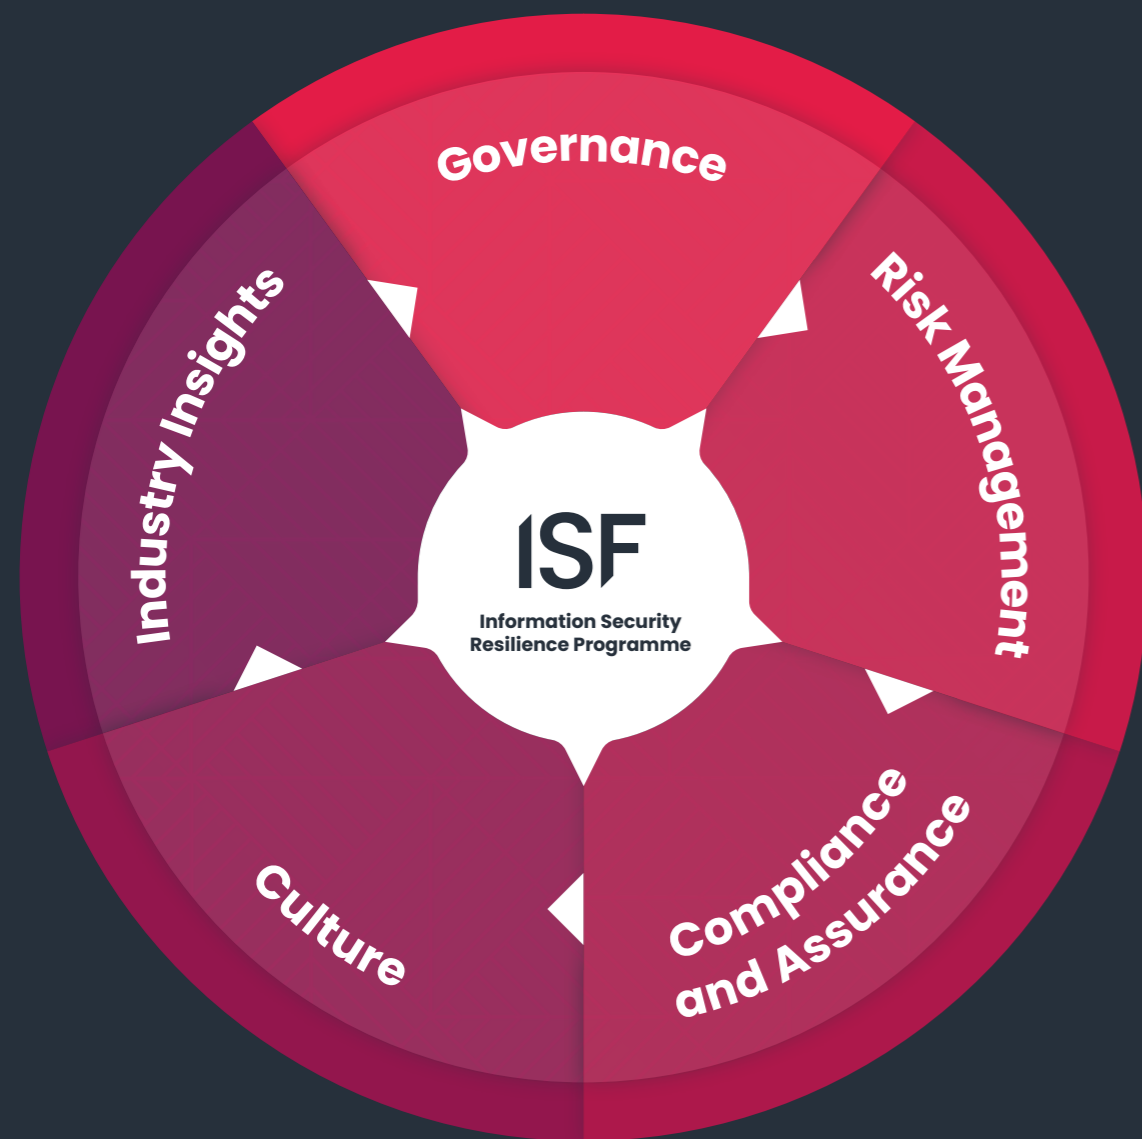 Governance
Risk Management
Compliance
and Assurance
Culture
Industry Insights
ISF
Information Security
Resilience Programme